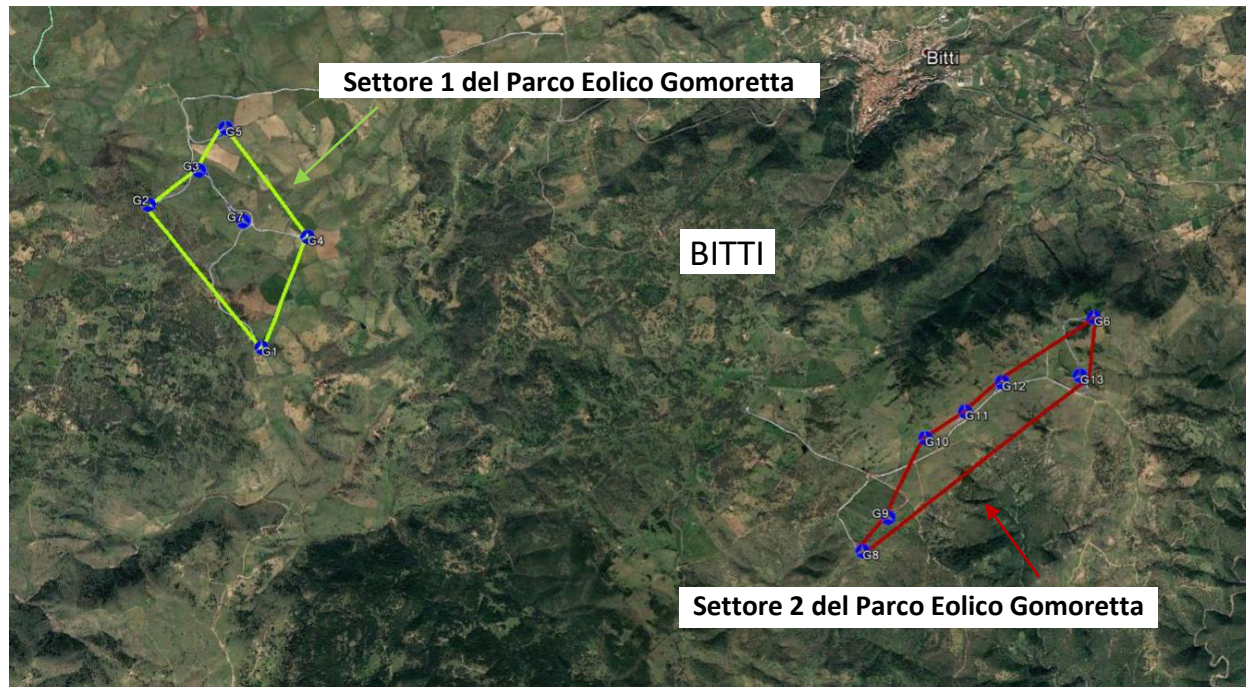 Bitti
Settore 1 del Parco Eolico Gomoretta
G5
G3
G2
G7
G4
BITTI
G6
G1
G13
G12
G11
G10
G9
G8
Settore 2 del Parco Eolico Gomoretta